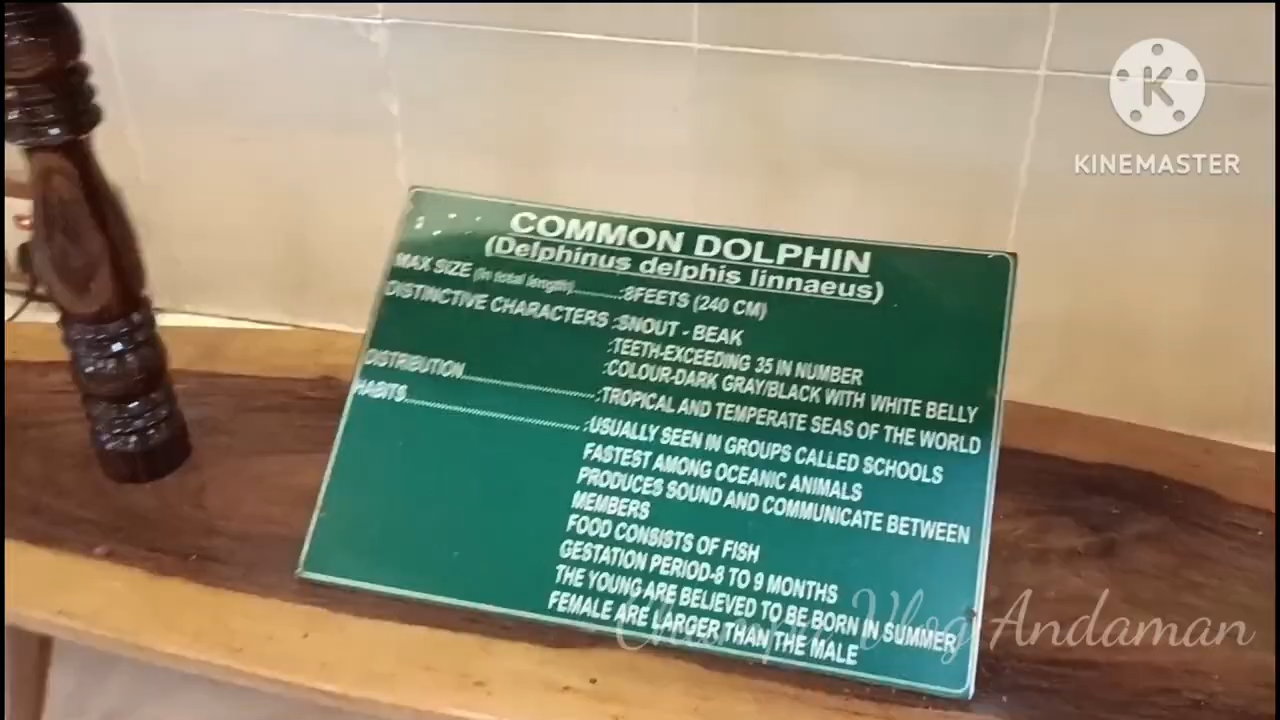 KINEMASTER
COMMON DOLPHIN
(Delphinus delphis linnaeus)
MAX SIZE (in total length)..........:8FEETS (240 CM)
DISTINCTIVE CHARACTERS :SNOUT - BEAK
:TEETH-EXCEEDING 35 IN NUMBER
:COLOUR-DARK GRAY/BLACK WITH WHITE BELLY
DISTRIBUTION..............................:TROPICAL AND TEMPERATE SEAS OF THE WORLD
HABITS........................................:USUALLY SEEN IN GROUPS CALLED SCHOOLS
FASTEST AMONG OCEANIC ANIMALS
PRODUCES SOUND AND COMMUNICATE BETWEEN
MEMBERS
FOOD CONSISTS OF FISH
GESTATION PERIOD-8 TO 9 MONTHS
THE YOUNG ARE BELIEVED TO BE BORN IN SUMMER
FEMALE ARE LARGER THAN THE MALE
Vlog Andaman